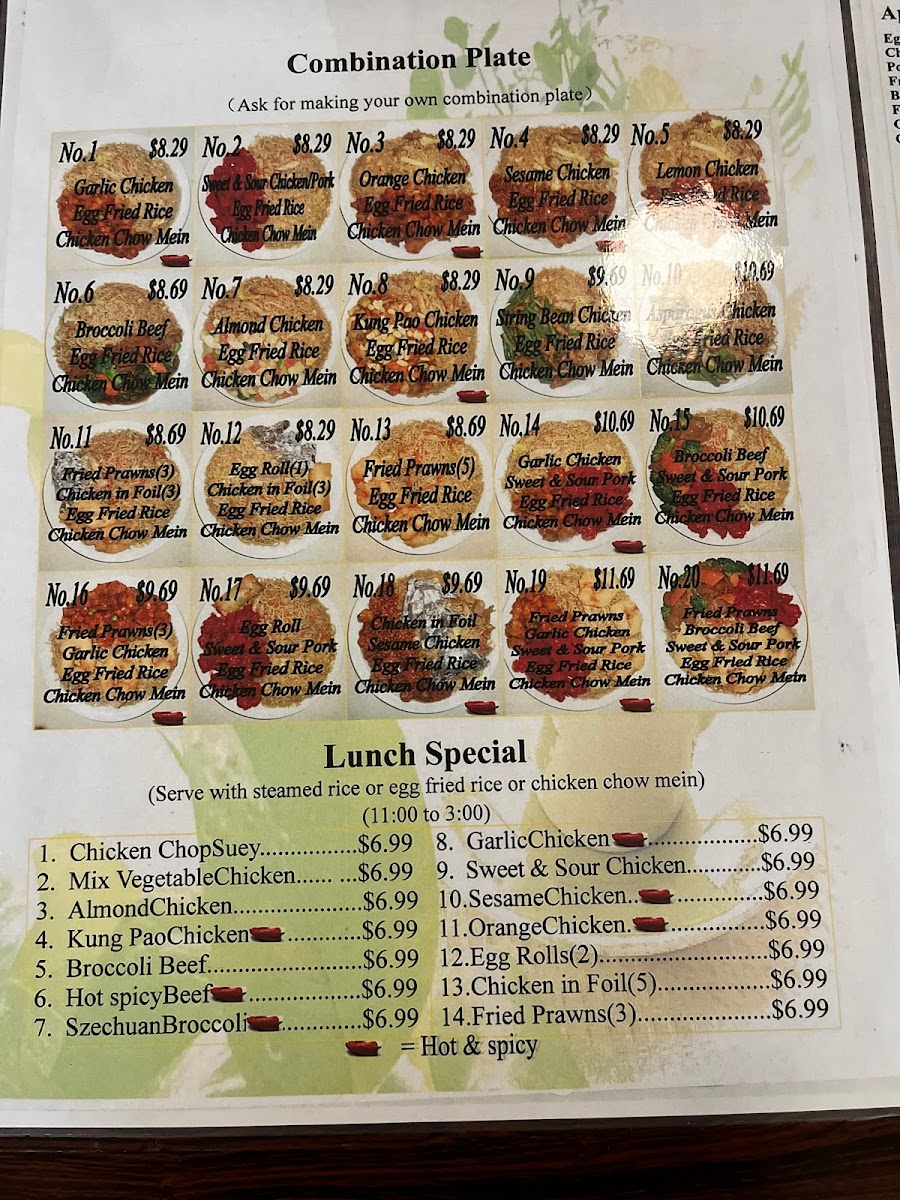 Combination Plate
(Ask for making your own combination plate)
No.1 $8.29
Garlic Chicken
Egg Fried Rice
Chicken Chow Mein
No.2 $8.29
Sweet & Sour Chicken/Pork
Egg Fried Rice
Chicken Chow Mein
No.3 $8.29
Orange Chicken
Egg Fried Rice
Chicken Chow Mein
No.4 $8.29
Sesame Chicken
Egg Fried Rice
Chicken Chow Mein
No.5 $8.29
Lemon Chicken
Egg Fried Rice
Chicken Chow Mein
No.6 $8.69
Broccoli Beef
Egg Fried Rice
Chicken Chow Mein
No.7 $8.29
Almond Chicken
Egg Fried Rice
Chicken Chow Mein
No.8 $8.29
Kung Pao Chicken
Egg Fried Rice
Chicken Chow Mein
No.9 $9.69
String Bean Chicken
Egg Fried Rice
Chicken Chow Mein
No.10 $10.69
Asparagus Chicken
Egg Fried Rice
Chicken Chow Mein
No.11 $8.69
Fried Prawns(3)
Chicken in Foil(3)
Egg Fried Rice
Chicken Chow Mein
No.12 $8.29
Egg Roll(1)
Chicken in Foil(3)
Egg Fried Rice
Chicken Chow Mein
No.13 $8.69
Fried Prawns(5)
Egg Fried Rice
Chicken Chow Mein
No.14 $10.69
Garlic Chicken
Sweet & Sour Pork
Egg Fried Rice
Chicken Chow Mein
No.15 $10.69
Broccoli Beef
Sweet & Sour Pork
Egg Fried Rice
Chicken Chow Mein
No.16 $9.69
Fried Prawns(3)
Garlic Chicken
Egg Fried Rice
Chicken Chow Mein
No.17 $9.69
Egg Roll
Sweet & Sour Pork
Egg Fried Rice
Chicken Chow Mein
No.18 $9.69
Chicken in Foil
Sesame Chicken
Egg Fried Rice
Chicken Chow Mein
No.19 $11.69
Fried Prawns
Garlic Chicken
Sweet & Sour Pork
Egg Fried Rice
Chicken Chow Mein
No.20 $11.69
Fried Prawns
Broccoli Beef
Sweet & Sour Pork
Egg Fried Rice
Chicken Chow Mein
Lunch Special
(Serve with steamed rice or egg fried rice or chicken chow mein)
(11:00 to 3:00)
1. Chicken ChopSuey................$6.99
2. Mix VegetableChicken...... ...$6.99
3. AlmondChicken.....................$6.99
4. Kung PaoChicken ............$6.99
5. Broccoli Beef.........................$6.99
6. Hot spicyBeef ..................$6.99
7. SzechuanBroccoli.............$6.99
8. GarlicChicken ...................$6.99
9. Sweet & Sour Chicken............$6.99
10.SesameChicken.. ...............$6.99
11.OrangeChicken. ................$6.99
12.Egg Rolls(2)............................$6.99
13.Chicken in Foil(5)...................$6.99
14.Fried Prawns(3)......................$6.99
= Hot & spicy